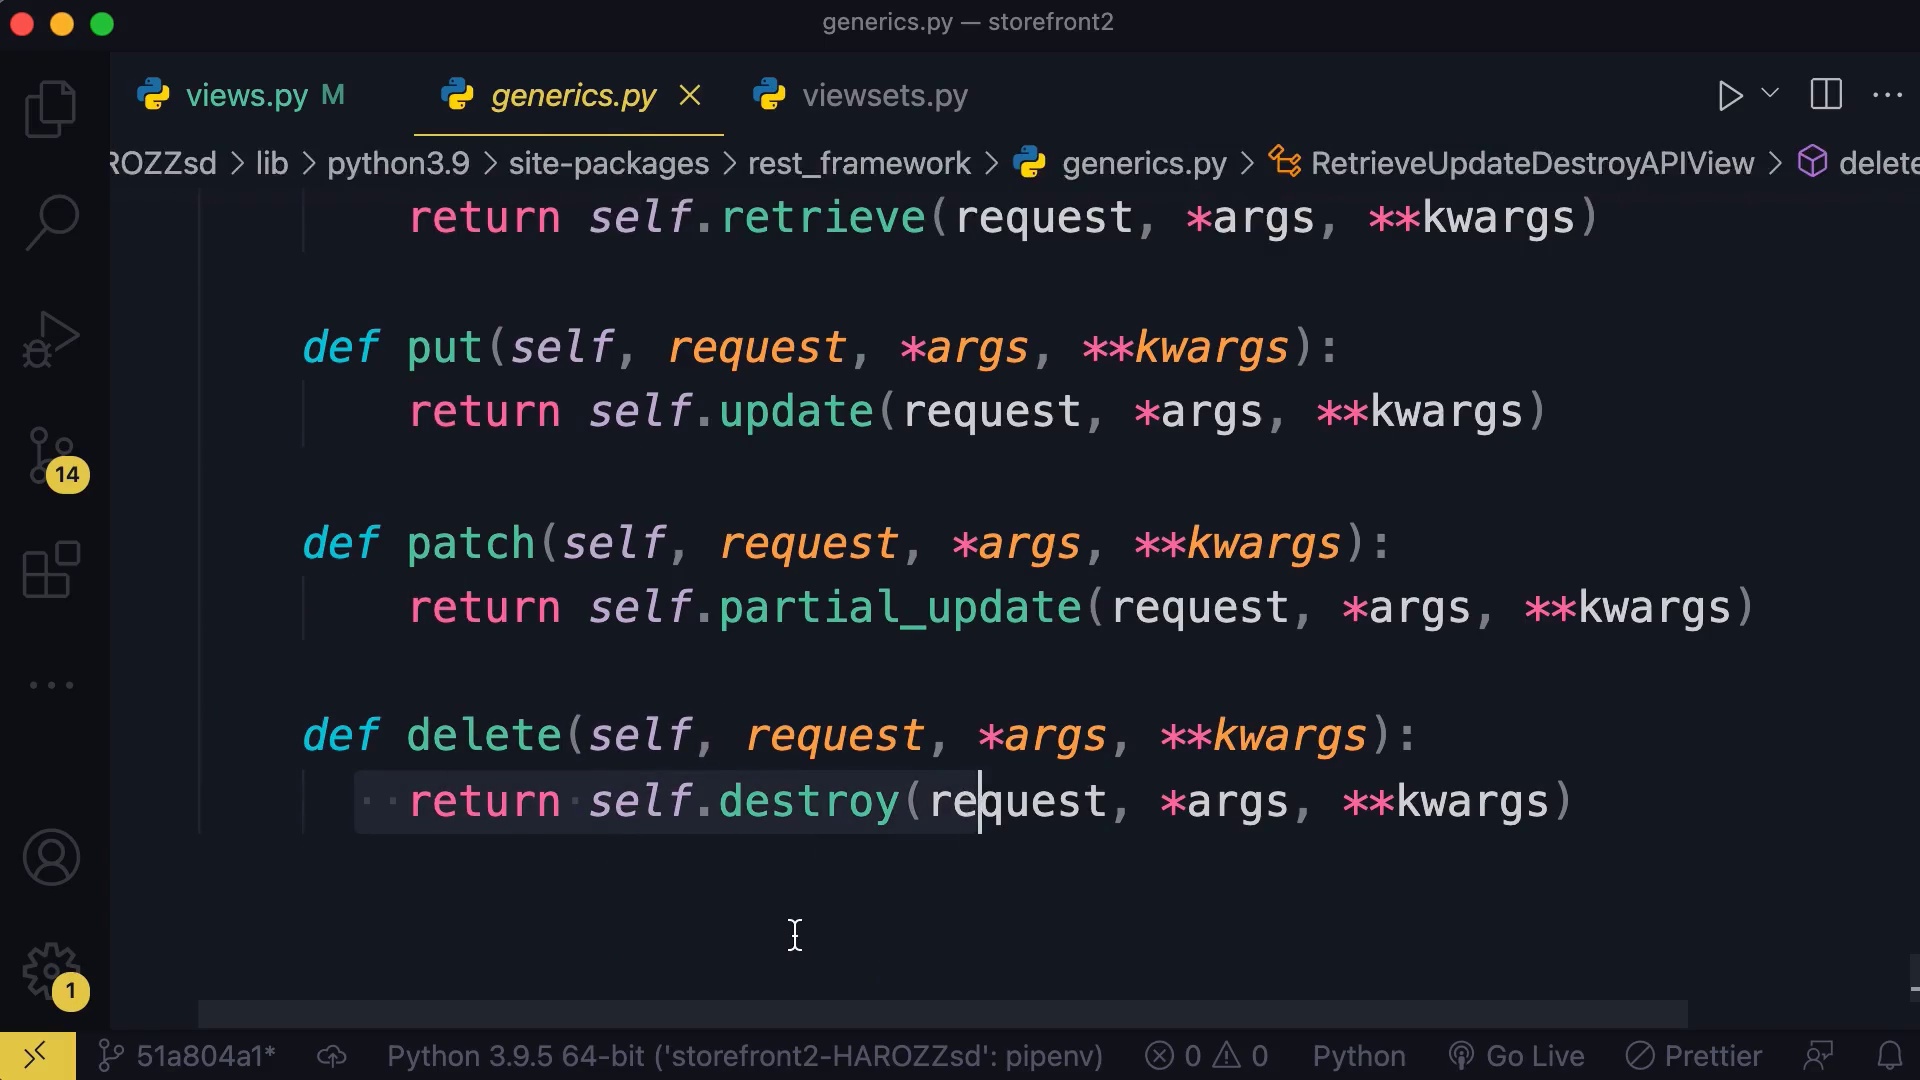 generics.py — storefront2
views.py M generics.py viewsets.py
ROZZsd > lib > python3.9 > site-packages > rest_framework > generics.py > RetrieveUpdateDestroyAPIView > delete
return self.retrieve(request, *args, **kwargs)
def put(self, request, *args, **kwargs):
return self.update(request, *args, **kwargs)
def patch(self, request, *args, **kwargs):
return self.partial_update(request, *args, **kwargs)
def delete(self, request, *args, **kwargs):
return self.destroy(request, *args, **kwargs)
14
1
51a804a1* Python 3.9.5 64-bit ('storefront2-HAROZZsd': pipenv) 0 0 Python Go Live Prettier